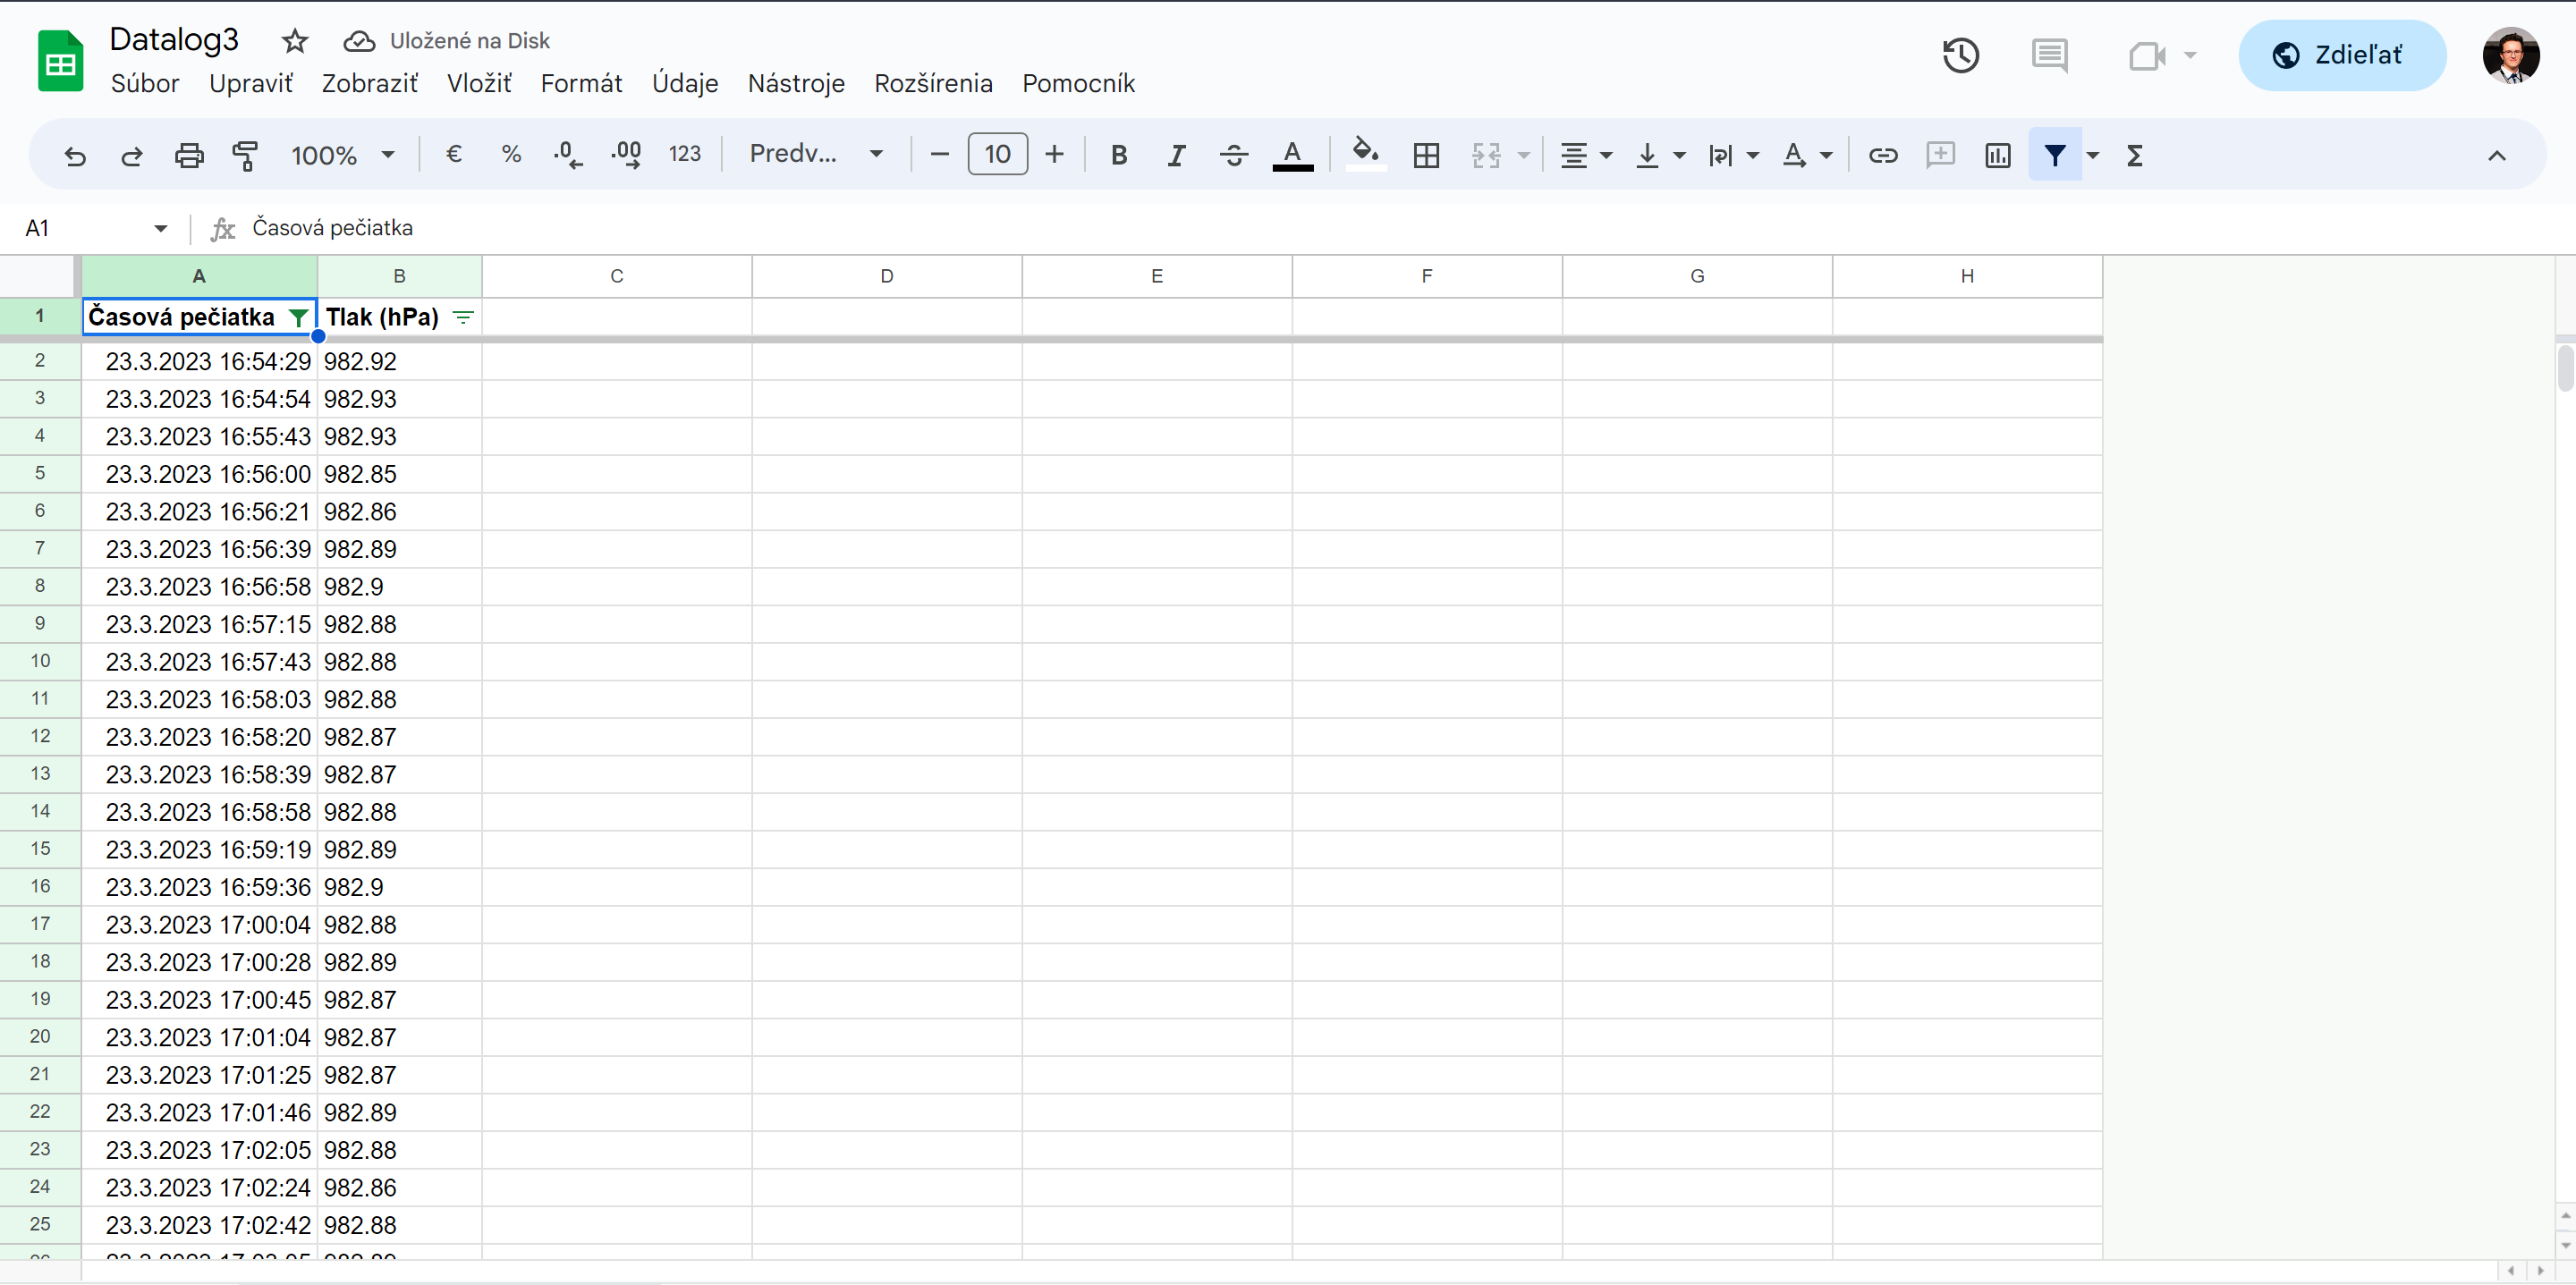 Datalog3 Uložené na Disk
Súbor Upraviť Zobraziť Vložiť Formát Údaje Nástroje Rozšírenia Pomocník
Zdieľať
100% € % .0 .00 123 Predv... 10 B I A A Σ
A1 fx Časová pečiatka
A B C D E F G H
1 Časová pečiatka Tlak (hPa)
2 23.3.2023 16:54:29 982.92
3 23.3.2023 16:54:54 982.93
4 23.3.2023 16:55:43 982.93
5 23.3.2023 16:56:00 982.85
6 23.3.2023 16:56:21 982.86
7 23.3.2023 16:56:39 982.89
8 23.3.2023 16:56:58 982.9
9 23.3.2023 16:57:15 982.88
10 23.3.2023 16:57:43 982.88
11 23.3.2023 16:58:03 982.88
12 23.3.2023 16:58:20 982.87
13 23.3.2023 16:58:39 982.87
14 23.3.2023 16:58:58 982.88
15 23.3.2023 16:59:19 982.89
16 23.3.2023 16:59:36 982.9
17 23.3.2023 17:00:04 982.88
18 23.3.2023 17:00:28 982.89
19 23.3.2023 17:00:45 982.87
20 23.3.2023 17:01:04 982.87
21 23.3.2023 17:01:25 982.87
22 23.3.2023 17:01:46 982.89
23 23.3.2023 17:02:05 982.88
24 23.3.2023 17:02:24 982.86
25 23.3.2023 17:02:42 982.88